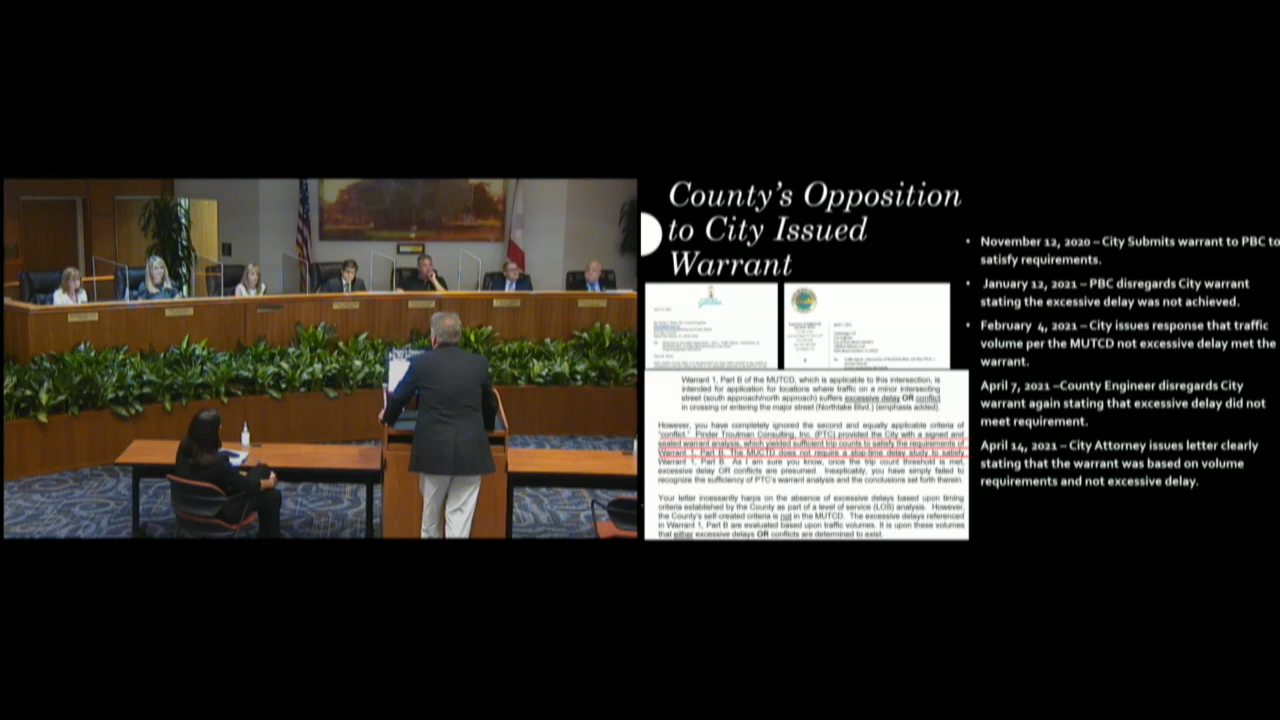 County's Opposition
to City Issued
Warrant
• November 12, 2020 – City Submits warrant to PBC to
satisfy requirements.
• January 12, 2021 – PBC disregards City warrant
stating the excessive delay was not achieved.
• February 4, 2021 – City issues response that traffic
volume per the MUTCD not excessive delay met the
warrant.
April 7, 2021 –County Engineer disregards City
warrant again stating that excessive delay did not
meet requirement.
April 14, 2021 – City Attorney issues letter clearly
stating that the warrant was based on volume
requirements and not excessive delay.
Warrant 1, Part B of the MUTCD, which is applicable to this intersection, is
intended for application for locations where traffic on a minor intersecting
street (south approach/north approach) suffers excessive delay OR conflict
in crossing or entering the major street (Northlake Blvd.) (emphasis added).
However, you have completely ignored the second and equally applicable criteria of
"conflict." Pinder Troutman Consulting, Inc. (PTC) provided the City with a signed and
sealed warrant analysis, which yielded sufficient trip counts to satisfy the requirements of
Warrant 1, Part B. The MUCTD does not require a stop-time delay study to satisfy
Warrant 1, Part B. As I am sure you know, once the trip count threshold is met,
excessive delay OR conflicts are presumed. Inexplicably, you have simply failed to
recognize the sufficiency of PTC's warrant analysis and the conclusions set forth therein.
Your letter incessantly harps on the absence of excessive delays based upon timing
criteria established by the County as part of a level of service (LOS) analysis. However,
the County's self-created criteria is not in the MUTCD. The excessive delays referenced
in Warrant 1, Part B are evaluated based upon traffic volumes. It is upon these volumes
that either excessive delays OR conflicts are determined to exist.